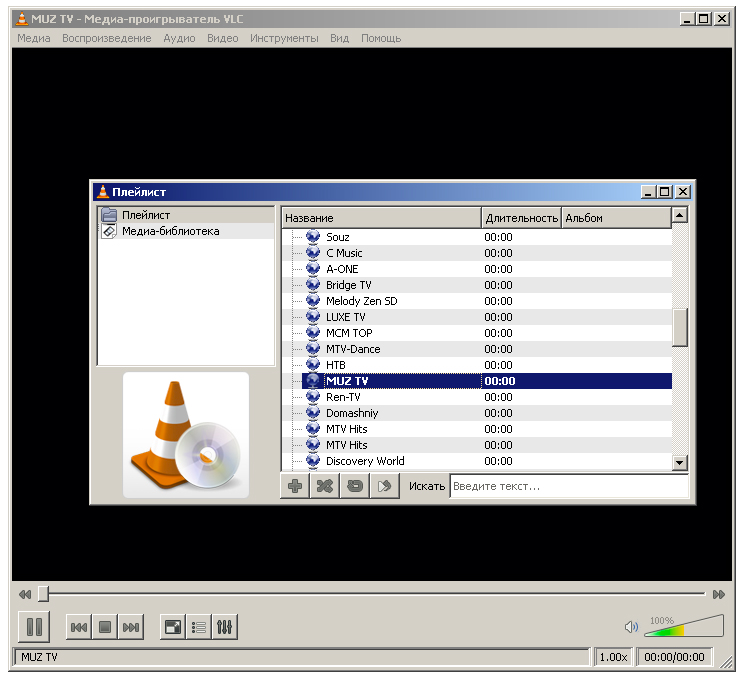 MUZ TV - Медиа-проигрыватель VLC
Медиа Воспроизведение Аудио Видео Инструменты Вид Помощь
Плейлист
Плейлист
Медиа-библиотека
Название Длительность Альбом
Souz 00:00
C Music 00:00
A-ONE 00:00
Bridge TV 00:00
Melody Zen SD 00:00
LUXE TV 00:00
MCM TOP 00:00
MTV-Dance 00:00
НТВ 00:00
MUZ TV 00:00
Ren-TV 00:00
Domashniy 00:00
MTV Hits 00:00
MTV Hits 00:00
Discovery World 00:00
Искать Введите текст...
100%
MUZ TV 1.00x 00:00/00:00